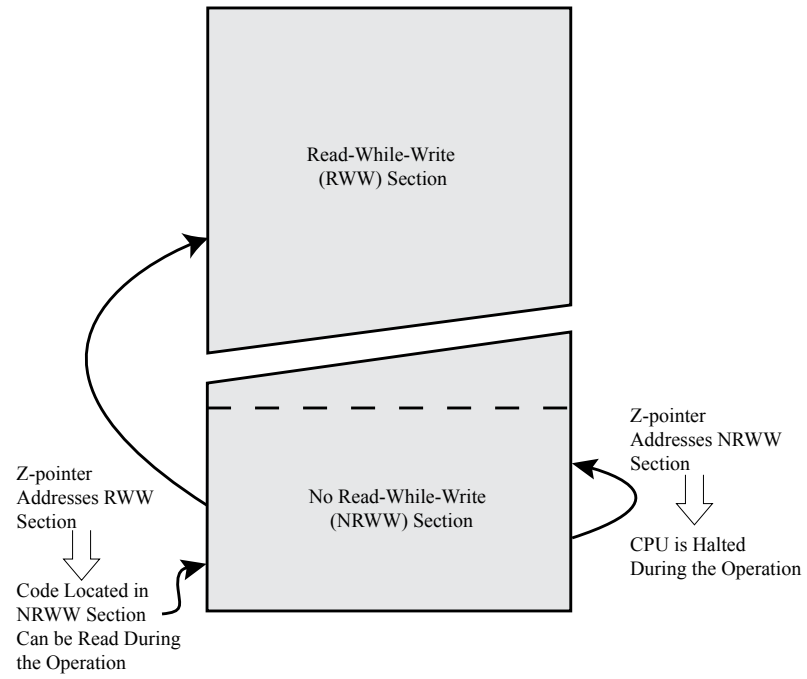 Read-While-Write
(RWW) Section
Z-pointer
Addresses NRWW
Section
Z-pointer
Addresses RWW
Section
No Read-While-Write
(NRWW) Section
CPU is Halted
During the Operation
Code Located in
NRWW Section
Can be Read During
the Operation